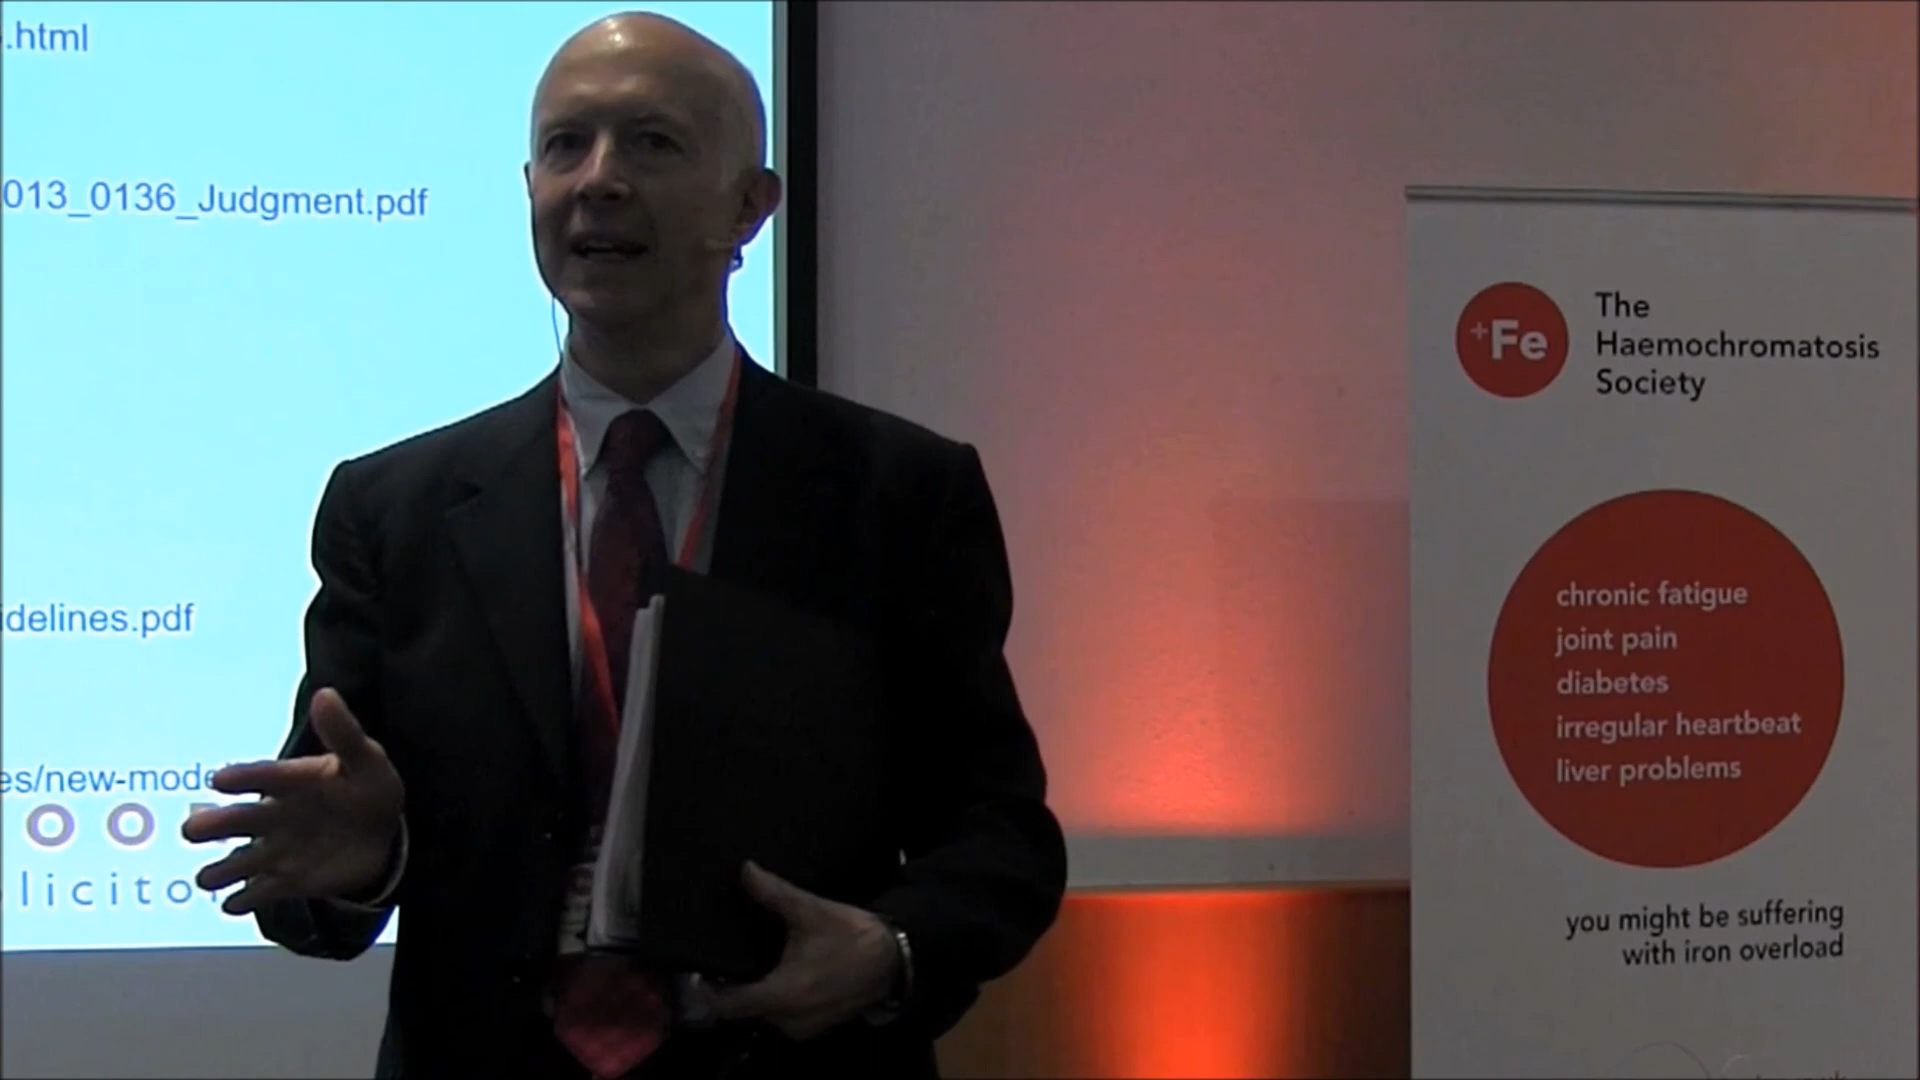 .html
013_0136_Judgment.pdf
idelines.pdf
es/new-mode
O O
licito
+Fe
The
Haemochromatosis
Society
chronic fatigue
joint pain
diabetes
irregular heartbeat
liver problems
you might be suffering
with iron overload